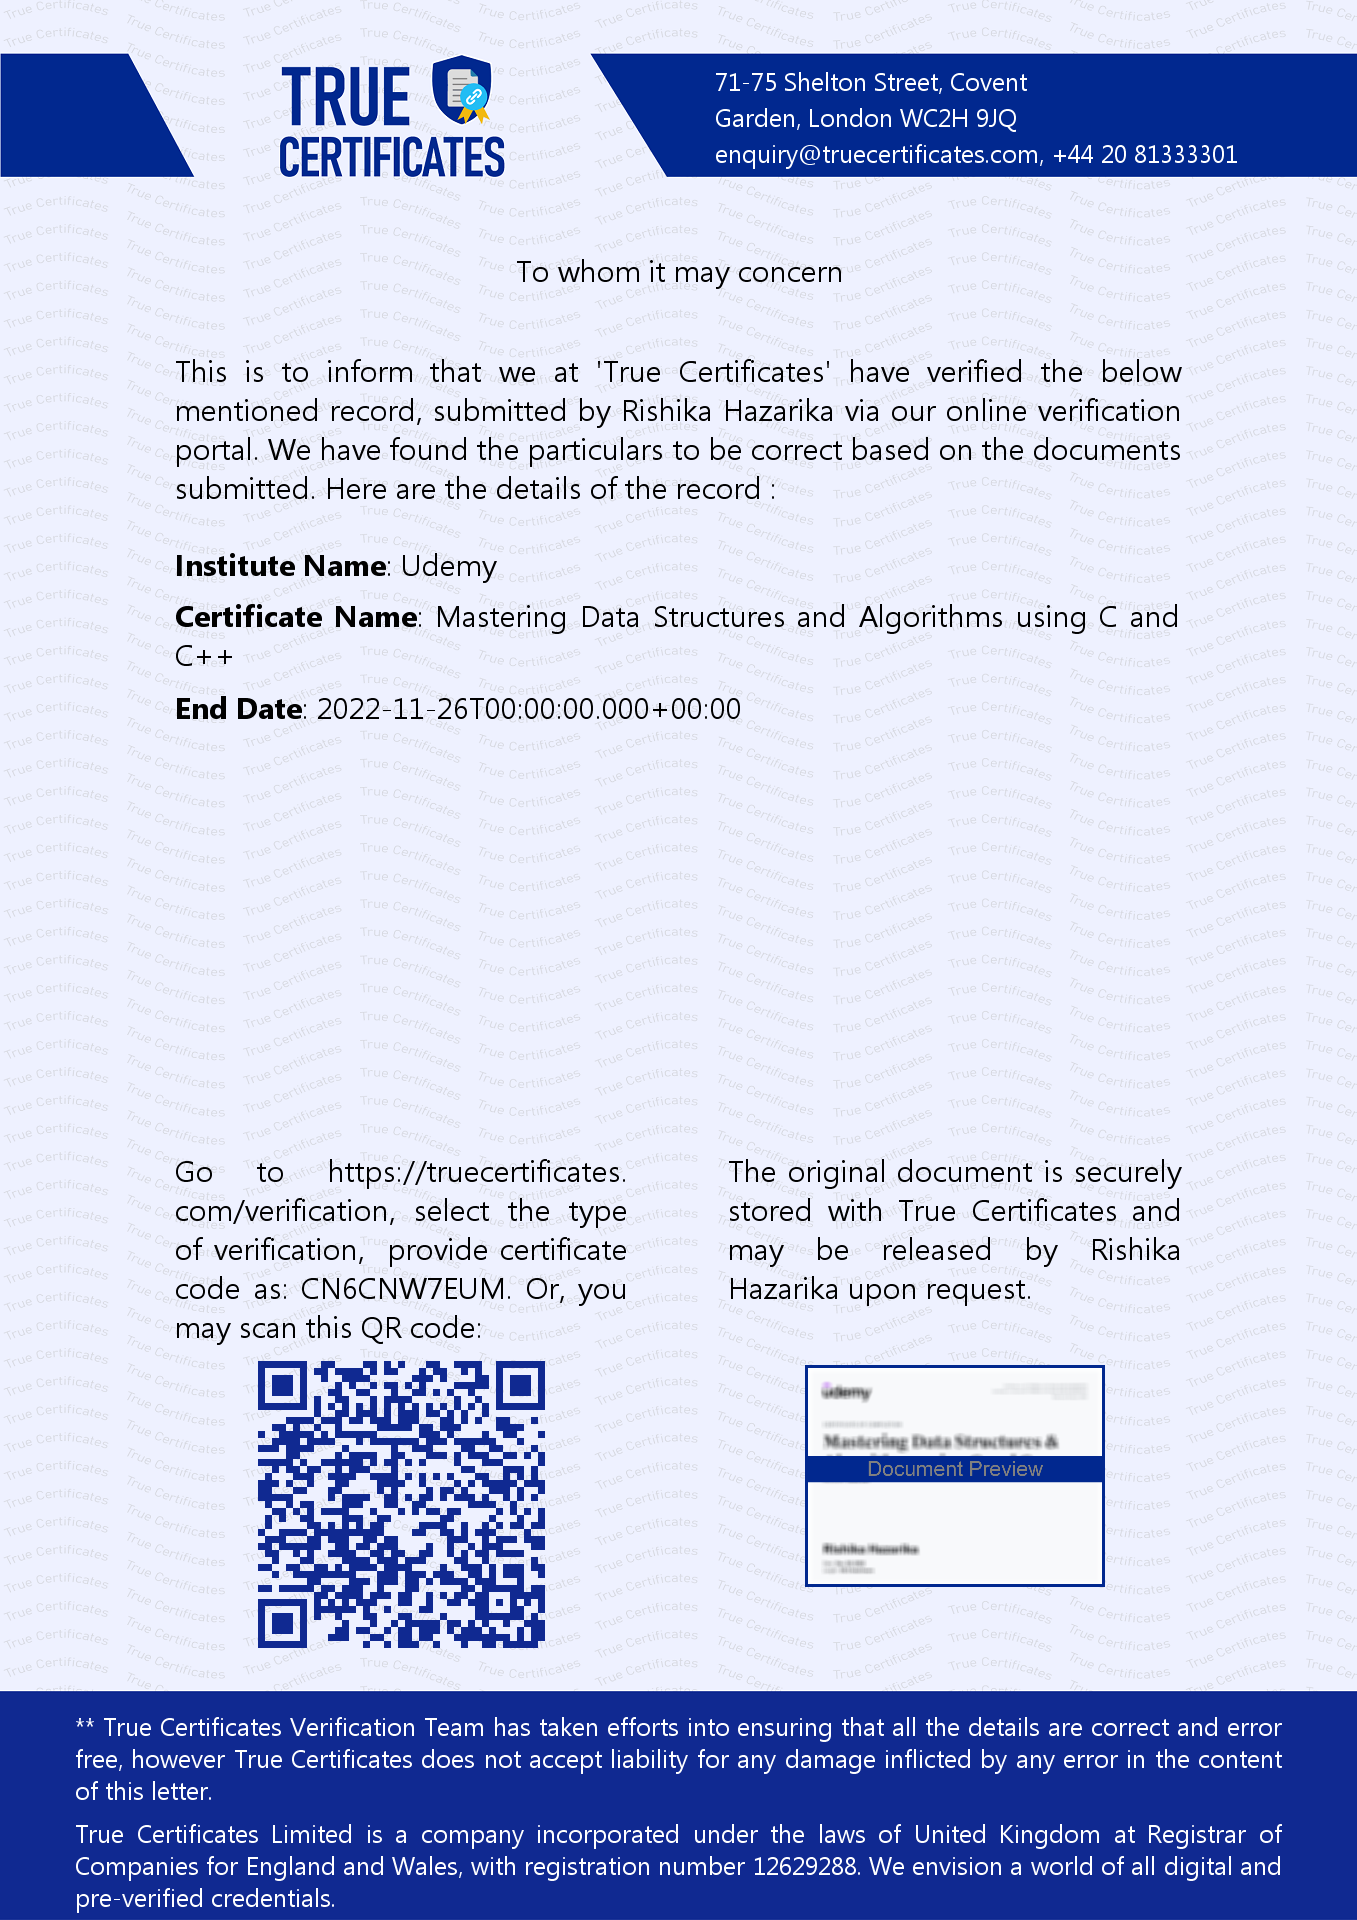 TRUE
CERTIFICATES
71-75 Shelton Street, Covent
Garden, London WC2H 9JQ
enquiry@truecertificates.com, +44 20 81333301
To whom it may concern
This is to inform that we at 'True Certificates' have verified the below
mentioned record, submitted by Rishika Hazarika via our online verification
portal. We have found the particulars to be correct based on the documents
submitted. Here are the details of the record :
Institute Name: Udemy
Certificate Name: Mastering Data Structures and Algorithms using C and
C++
End Date: 2022-11-26T00:00:00.000+00:00
Go to https://truecertificates.
com/verification, select the type
of verification, provide certificate
code as: CN6CNW7EUM. Or, you
may scan this QR code:
The original document is securely
stored with True Certificates and
may be released by Rishika
Hazarika upon request.
udemy
Mastering Data Structures &
Document Preview
Rishika Hazarika
** True Certificates Verification Team has taken efforts into ensuring that all the details are correct and error
free, however True Certificates does not accept liability for any damage inflicted by any error in the content
of this letter.
True Certificates Limited is a company incorporated under the laws of United Kingdom at Registrar of
Companies for England and Wales, with registration number 12629288. We envision a world of all digital and
pre-verified credentials.